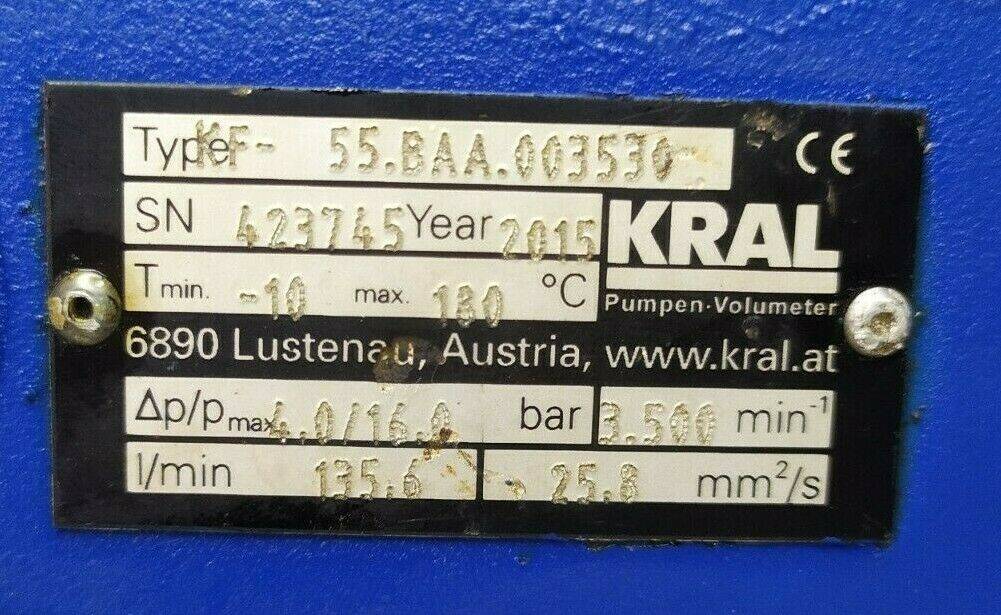 Type KF- 55.BAA.003530 CE
SN 423745 Year 2015 KRAL
Tmin. -10 max. 180 °C Pumpen-Volumeter
6890 Lustenau, Austria, www.kral.at
Δp/pmax 4.0/16.0 bar 3.500 min⁻¹
l/min 135.6 25.8 mm²/s